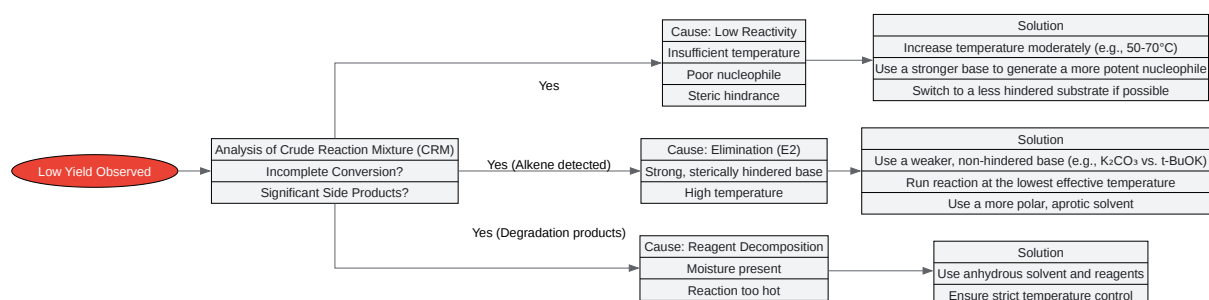 Low Yield Observed
Analysis of Crude Reaction Mixture (CRM)
Incomplete Conversion?
Significant Side Products?
Yes
Cause: Low Reactivity
Insufficient temperature
Poor nucleophile
Steric hindrance
Solution
Increase temperature moderately (e.g., 50-70°C)
Use a stronger base to generate a more potent nucleophile
Switch to a less hindered substrate if possible
Yes (Alkene detected)
Cause: Elimination (E2)
Strong, sterically hindered base
High temperature
Solution
Use a weaker, non-hindered base (e.g., K₂CO₃ vs. t-BuOK)
Run reaction at the lowest effective temperature
Use a more polar, aprotic solvent
Yes (Degradation products)
Cause: Reagent Decomposition
Moisture present
Reaction too hot
Solution
Use anhydrous solvent and reagents
Ensure strict temperature control